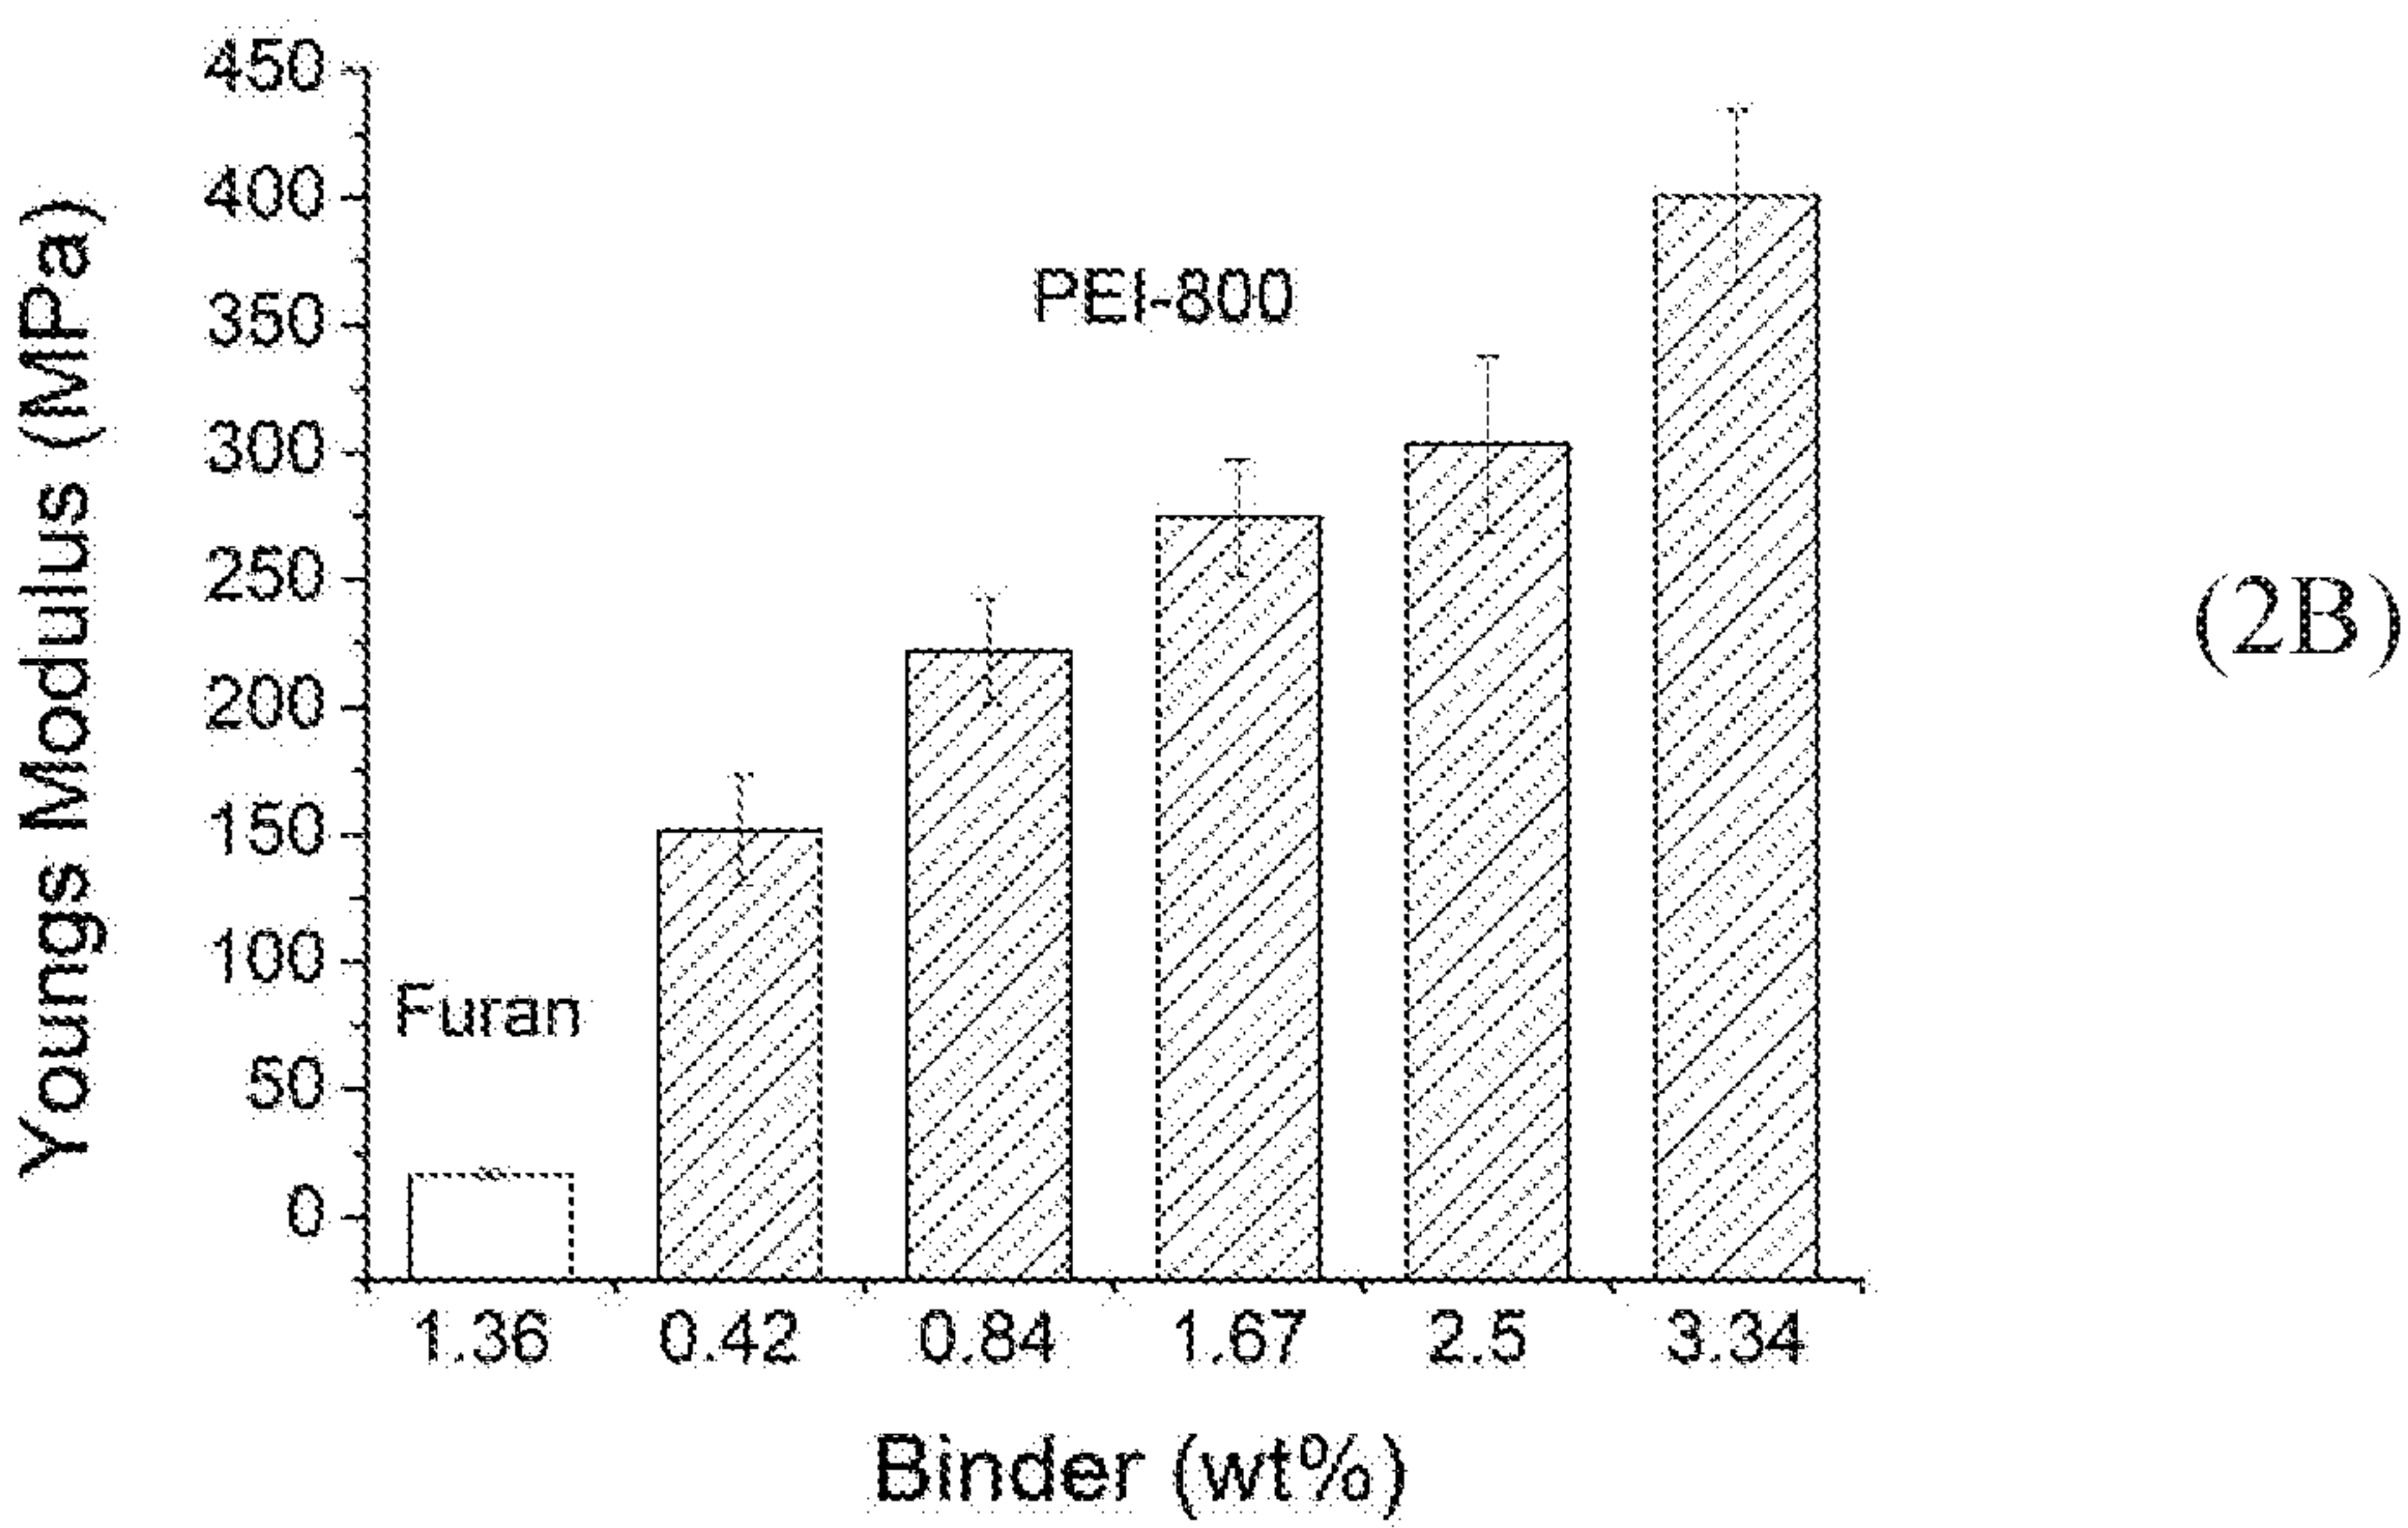 Youngs Modulus (MPa)
450
400
350
300
250
200
150
100
50
0
PEI-800
Furan
1.36 0.42 0.84 1.67 2.5 3.34
Binder (wt%)
(2B)